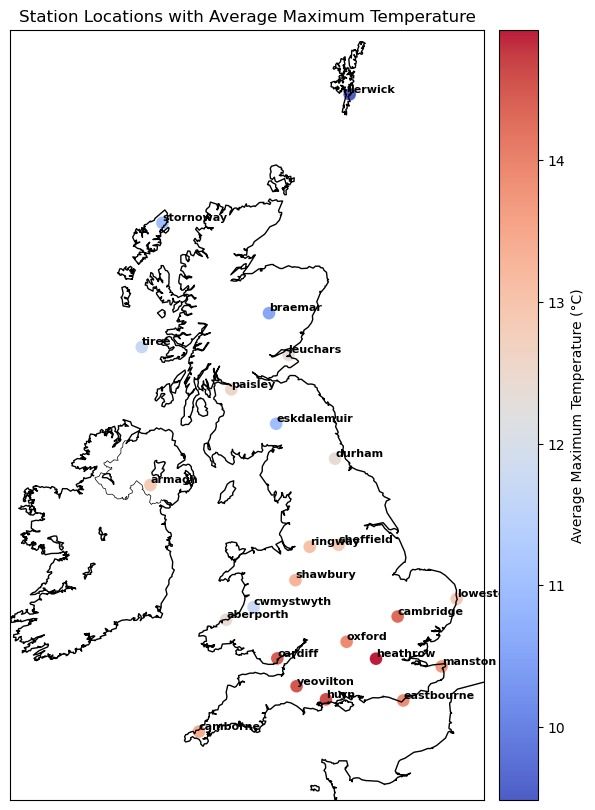 Station Locations with Average Maximum Temperature
lerwick
stornoway
braemar
tiree
leuchars
paisley
eskdalemuir
durham
armagh
ringway
sheffield
shawbury
cwmystwyth
lowesto
aberporth
cambridge
oxford
cardiff
heathrow
manston
yeovilton
hurn
eastbourne
camborne
14
13
12
11
10
Average Maximum Temperature (°C)